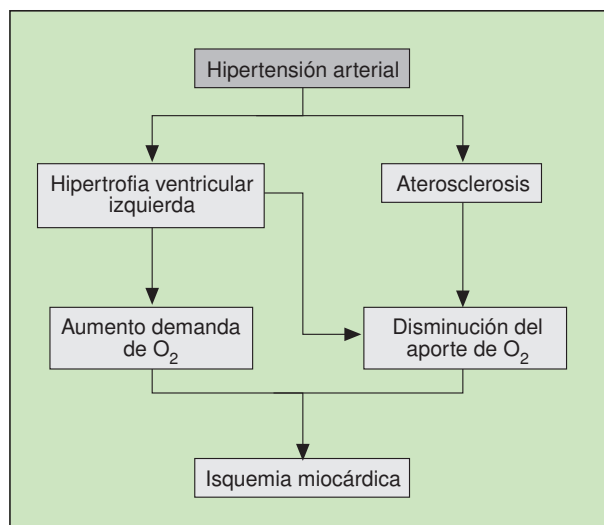 Hipertensión arterial
Hipertrofia ventricular
izquierda
Aterosclerosis
Aumento demanda
de O₂
Disminución del
aporte de O₂
Isquemia miocárdica